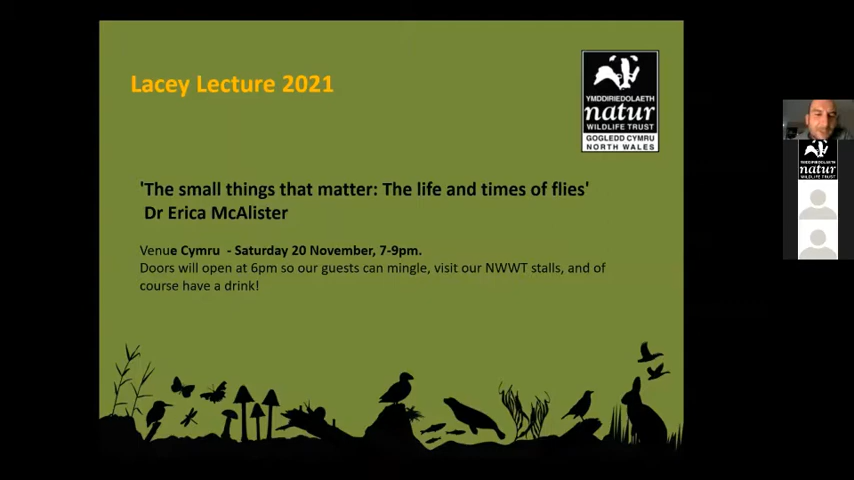 Lacey Lecture 2021
YMDDIRIEDOLAETH
natur
WILDLIFE TRUST
GOGLEDD CYMRU
NORTH WALES
'The small things that matter: The life and times of flies'
Dr Erica McAlister
Venue Cymru - Saturday 20 November, 7-9pm.
Doors will open at 6pm so our guests can mingle, visit our NWWT stalls, and of
course have a drink!
natur